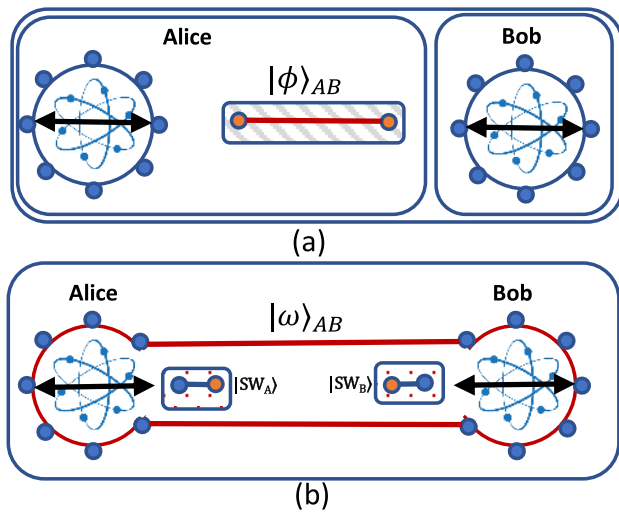 Alice
Bob
|ϕ⟩AB
(a)
Alice
Bob
|ω⟩AB
|SWA⟩
|SWB⟩
(b)